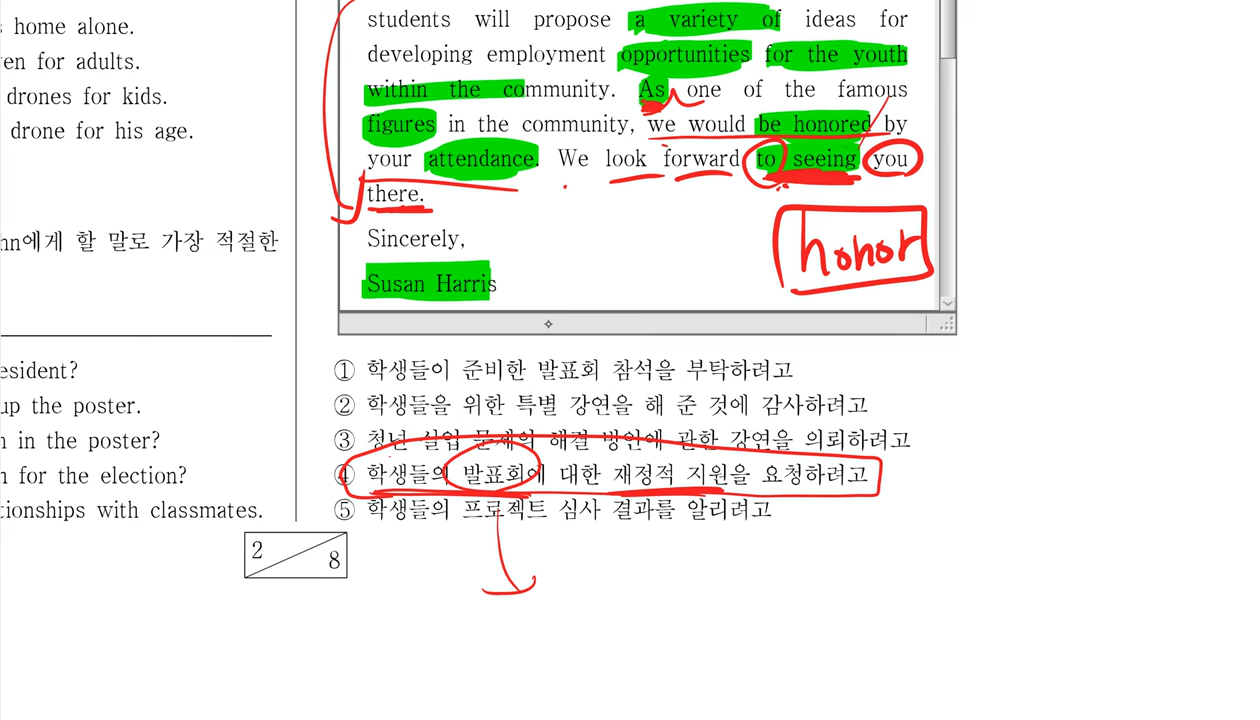 home alone.
en for adults.
drones for kids.
drone for his age.
nn에게 할 말로 가장 적절한
esident?
up the poster.
n in the poster?
n for the election?
tionships with classmates.
2
8
students will propose a variety of ideas for
developing employment opportunities for the youth
within the community. As one of the famous
figures in the community, we would be honored by
your attendance. We look forward to seeing you
there.
Sincerely,
honor
Susan Harris
① 학생들이 준비한 발표회 참석을 부탁하려고
② 학생들을 위한 특별 강연을 해 준 것에 감사하려고
③ 청년 실업 문제의 해결 방안에 관한 강연을 의뢰하려고
④ 학생들의 발표회에 대한 재정적 지원을 요청하려고
⑤ 학생들의 프로젝트 심사 결과를 알리려고